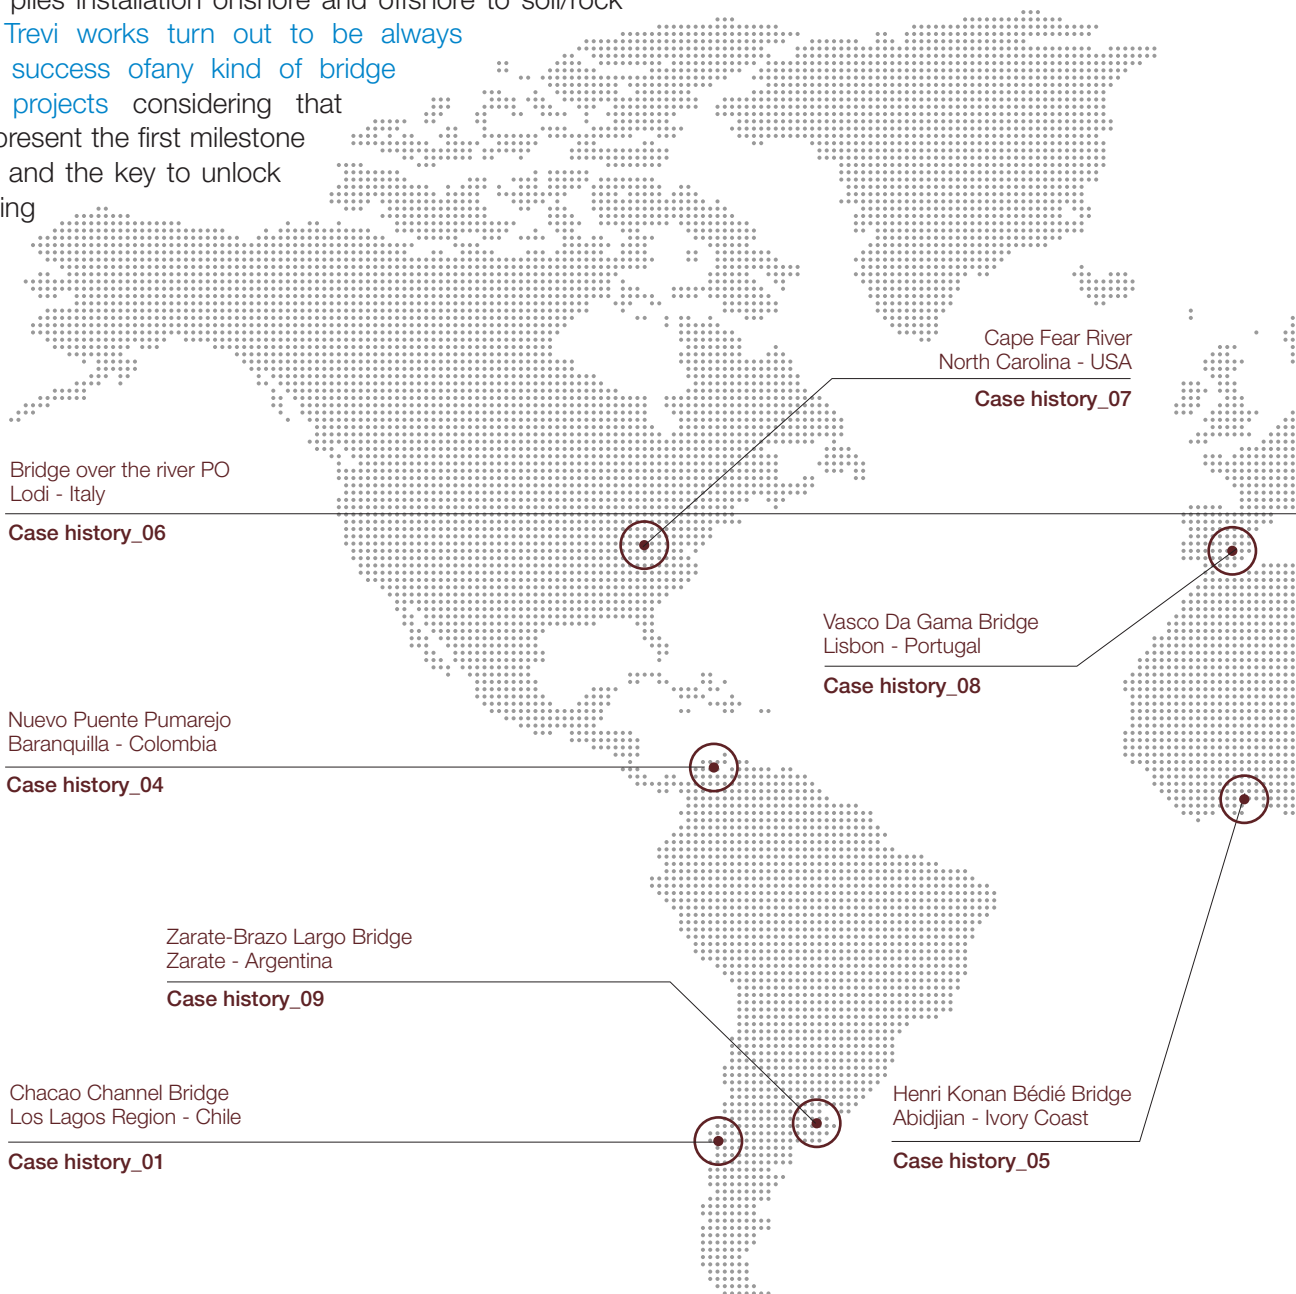 piles installation onshore and offshore to soil/rock
Trevi works turn out to be always
success ofany kind of bridge
projects considering that
present the first milestone
and the key to unlock
Cape Fear River
North Carolina - USA
Case history_07
Bridge over the river PO
Lodi - Italy
Case history_06
Vasco Da Gama Bridge
Lisbon - Portugal
Case history_08
Nuevo Puente Pumarejo
Baranquilla - Colombia
Case history_04
Zarate-Brazo Largo Bridge
Zarate - Argentina
Case history_09
Chacao Channel Bridge
Los Lagos Region - Chile
Case history_01
Henri Konan Bédié Bridge
Abidjian - Ivory Coast
Case history_05